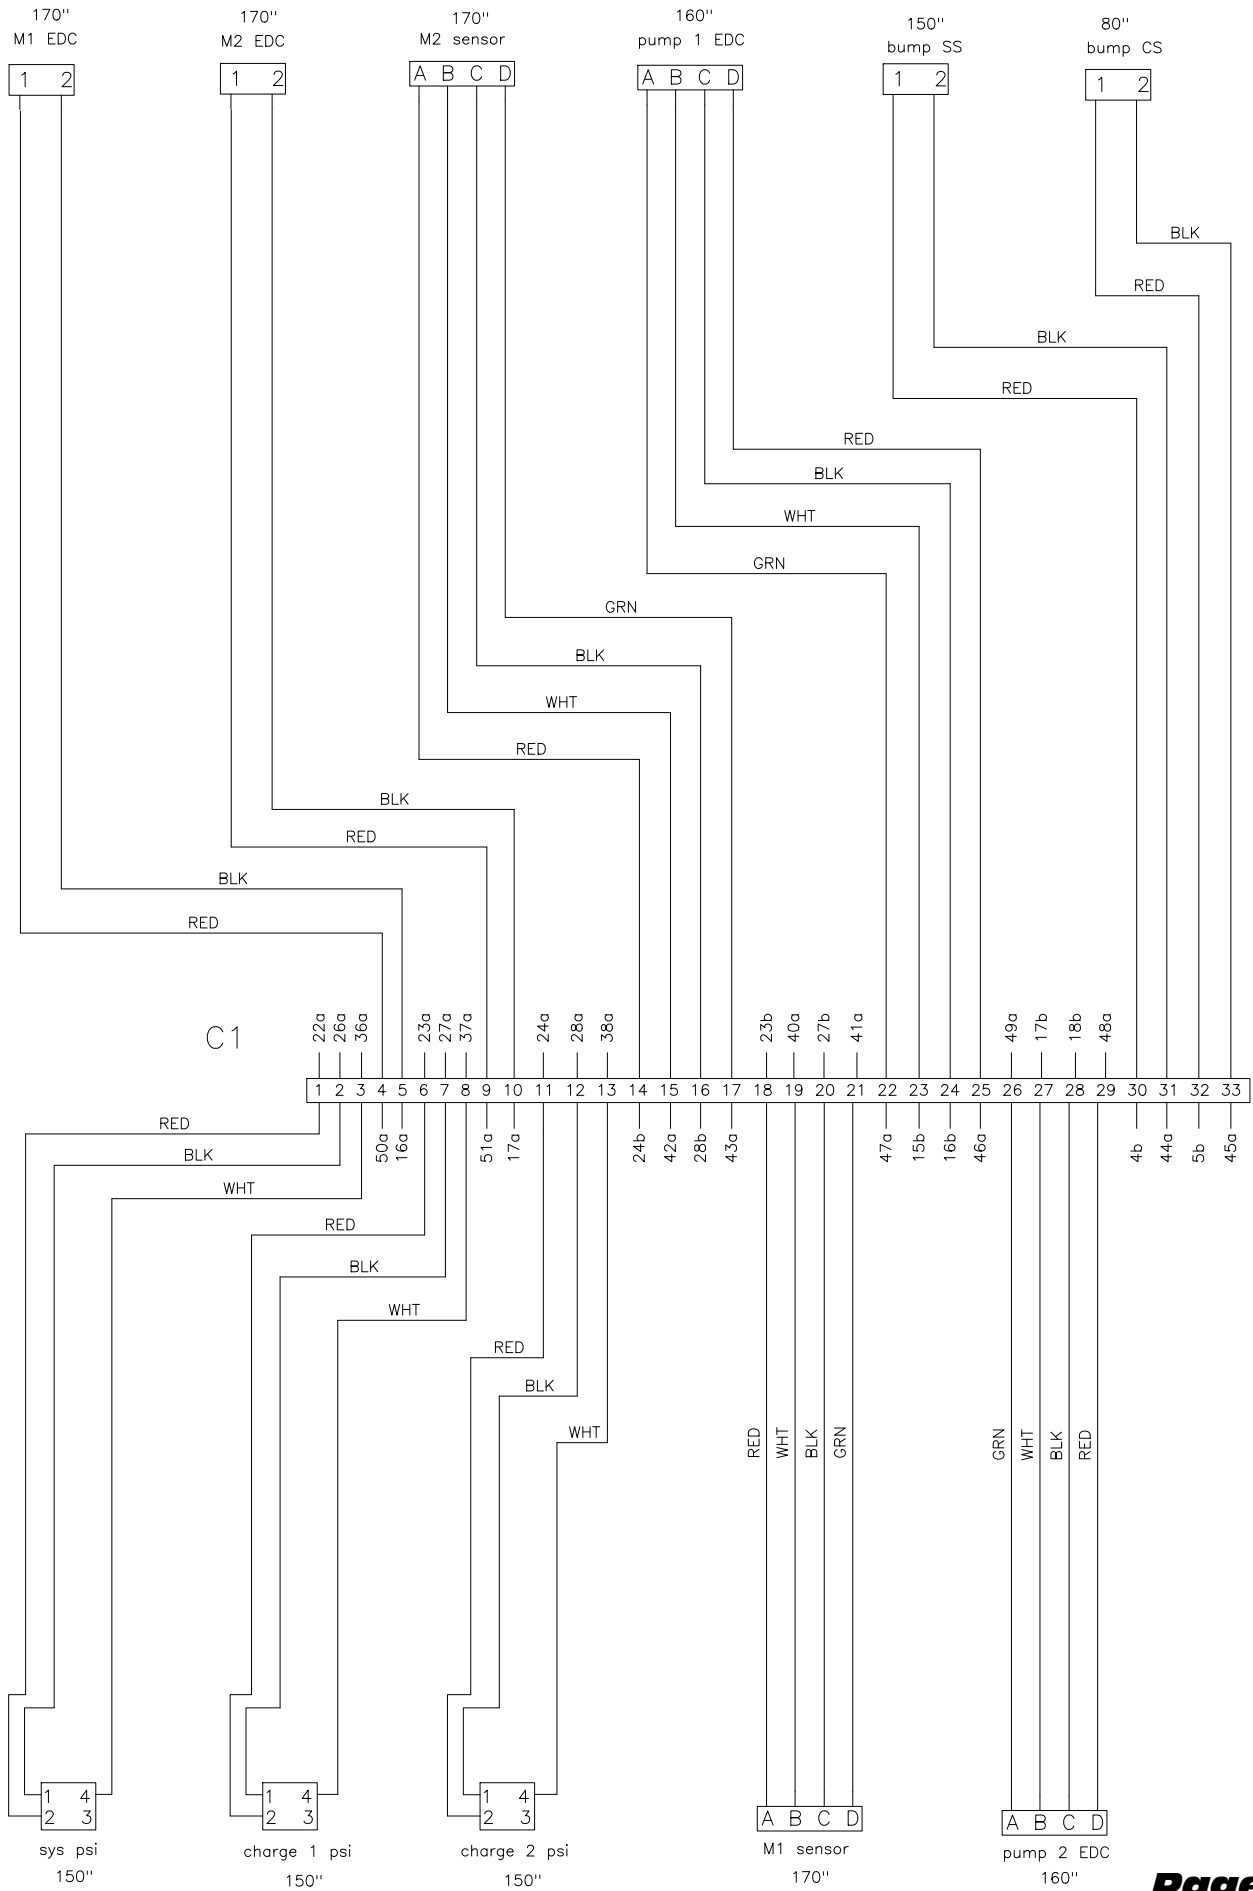 170" 170" 170" 160" 150" 80"
M1 EDC M2 EDC M2 sensor pump 1 EDC bump SS bump CS
1 2 1 2 A B C D A B C D 1 2 1 2
BLK
RED
BLK
RED
RED
BLK
WHT
GRN
GRN
BLK
WHT
RED
BLK
RED
BLK
RED
C1
22a 26a 36a 23a 27a 37a 24a 28a 38a 23b 40a 27b 41a 49a 17b 18b 48a
1 2 3 4 5 6 7 8 9 10 11 12 13 14 15 16 17 18 19 20 21 22 23 24 25 26 27 28 29 30 31 32 33
50a 16a 51a 17a 24b 42a 28b 43a 47a 15b 16b 46a 4b 44a 5b 45a
RED
BLK
WHT
RED
BLK
WHT
RED
BLK
WHT
RED WHT BLK GRN GRN WHT BLK RED
1 4 1 4 1 4
2 3 2 3 2 3
A B C D A B C D
sys psi charge 1 psi charge 2 psi M1 sensor pump 2 EDC
150" 150" 150" 170" 160"